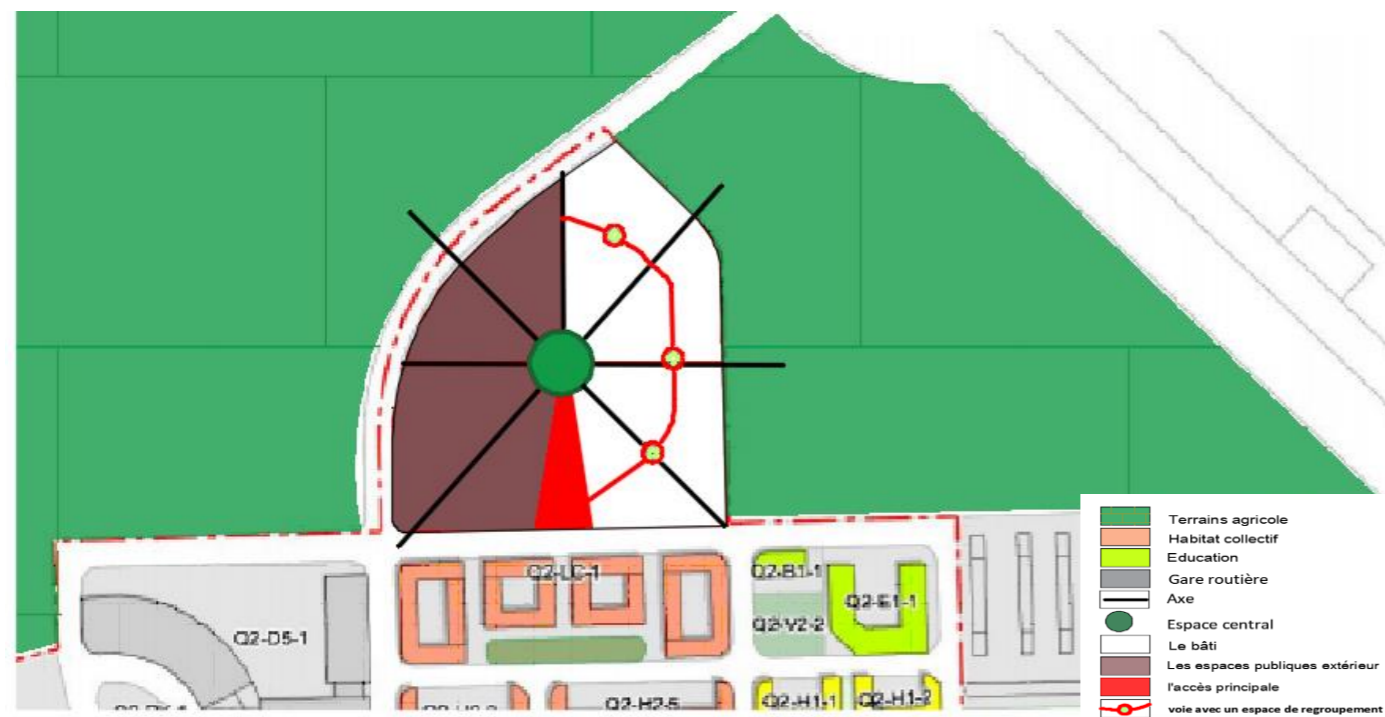 Q2-LC-1
Q2-B1-1
Q2-E1-1
Q2-V2-2
Q2-D5-1
Q2-H2-5
Q2-H1-1
Q2-H1-2
Terrains agricole
Habitat collectif
Education
Gare routière
Axe
Espace central
Le bâti
Les espaces publiques extérieur
l'accès principale
voie avec un espace de regroupement